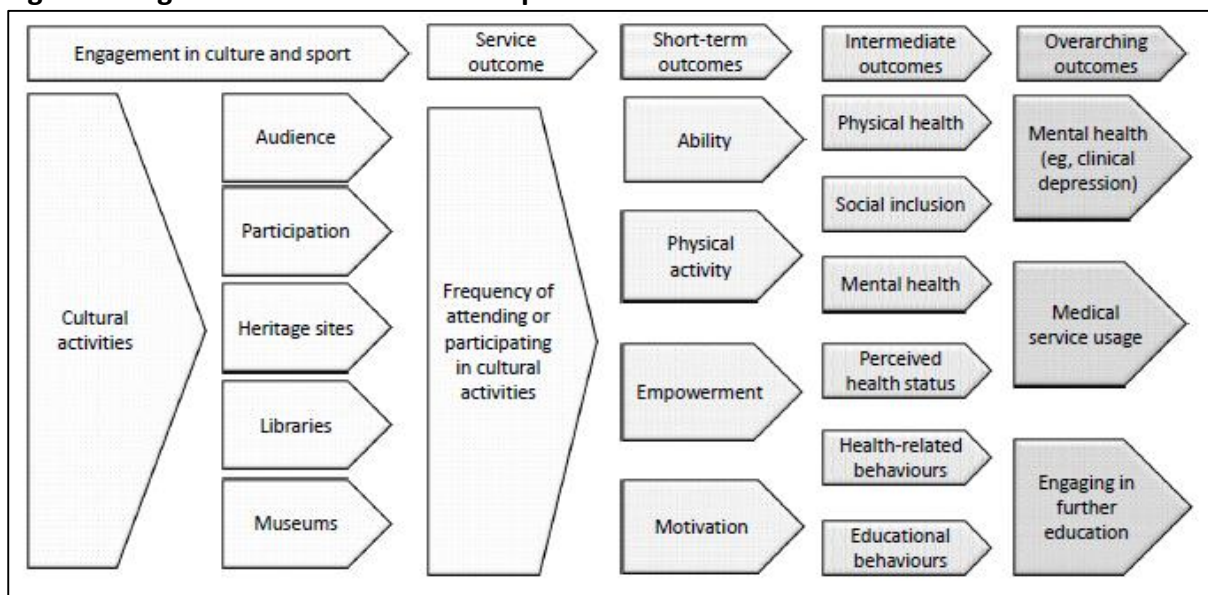 Engagement in culture and sport
Service
outcome
Short-term
outcomes
Intermediate
outcomes
Overarching
outcomes
Cultural
activities
Audience
Participation
Heritage sites
Libraries
Museums
Frequency of
attending or
participating
in cultural
activities
Ability
Physical
activity
Empowerment
Motivation
Physical health
Social inclusion
Mental health
Perceived
health status
Health-related
behaviours
Educational
behaviours
Mental health
(eg, clinical
depression)
Medical
service usage
Engaging in
further
education